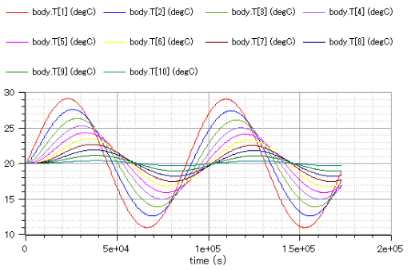 body.T[1] (degC) body.T[2] (degC) body.T[3] (degC) body.T[4] (degC)
body.T[5] (degC) body.T[6] (degC) body.T[7] (degC) body.T[8] (degC)
body.T[9] (degC) body.T[10] (degC)
30
25
20
15
10
0 5e+04 1e+05 1.5e+05 2e+05
time (s)